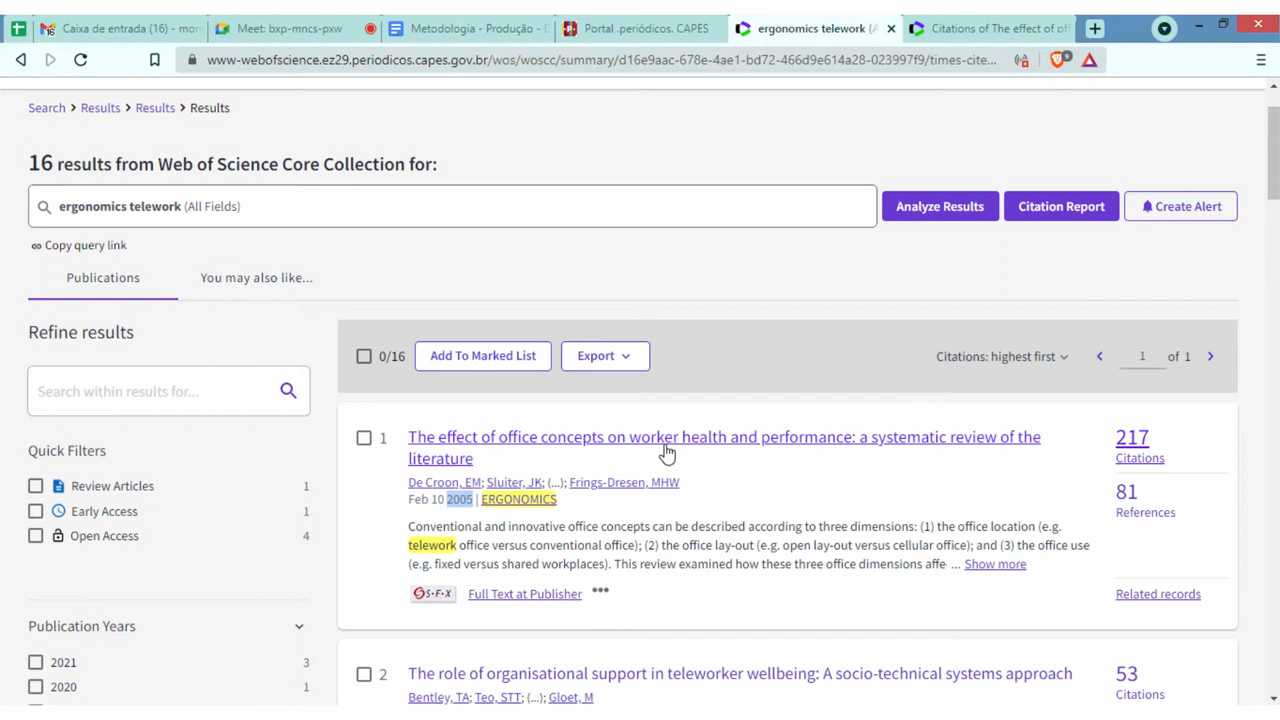 Caixa de entrada (16) - mor
Meet: bxp-mncs-pxw
Metodologia - Produção - D
Portal .periódicos. CAPES
ergonomics telework (A
Citations of The effect of off
www-webofscience.ez29.periodicos.capes.gov.br/wos/woscc/summary/d16e9aac-678e-4ae1-bd72-466d9e614a28-023997f9/times-cite...
Search > Results > Results > Results
16 results from Web of Science Core Collection for:
ergonomics telework (All Fields)
Analyze Results
Citation Report
Create Alert
Copy query link
Publications
You may also like...
Refine results
0/16
Add To Marked List
Export
Citations: highest first
1 of 1
Search within results for...
Quick Filters
Review Articles 1
Early Access 1
Open Access 4
Publication Years
2021 3
2020 1
1
The effect of office concepts on worker health and performance: a systematic review of the
literature
De Croon, EM; Sluiter, JK; (...); Frings-Dresen, MHW
Feb 10 2005 | ERGONOMICS
Conventional and innovative office concepts can be described according to three dimensions: (1) the office location (e.g.
telework office versus conventional office); (2) the office lay-out (e.g. open lay-out versus cellular office); and (3) the office use
(e.g. fixed versus shared workplaces). This review examined how these three office dimensions affe ... Show more
S·F·X
Full Text at Publisher
217
Citations
81
References
Related records
2
The role of organisational support in teleworker wellbeing: A socio-technical systems approach
Bentley, TA; Teo, STT; (...); Gloet, M
53
Citations